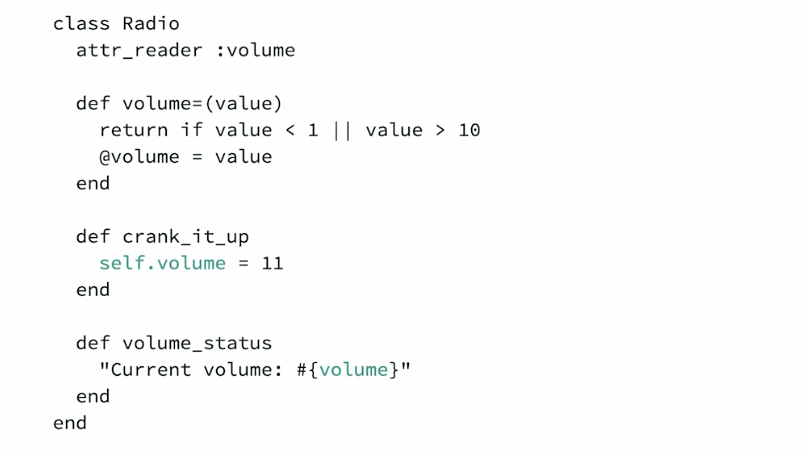 class Radio
  attr_reader :volume

  def volume=(value)
    return if value < 1 || value > 10
    @volume = value
  end

  def crank_it_up
    self.volume = 11
  end

  def volume_status
    "Current volume: #{volume}"
  end
end